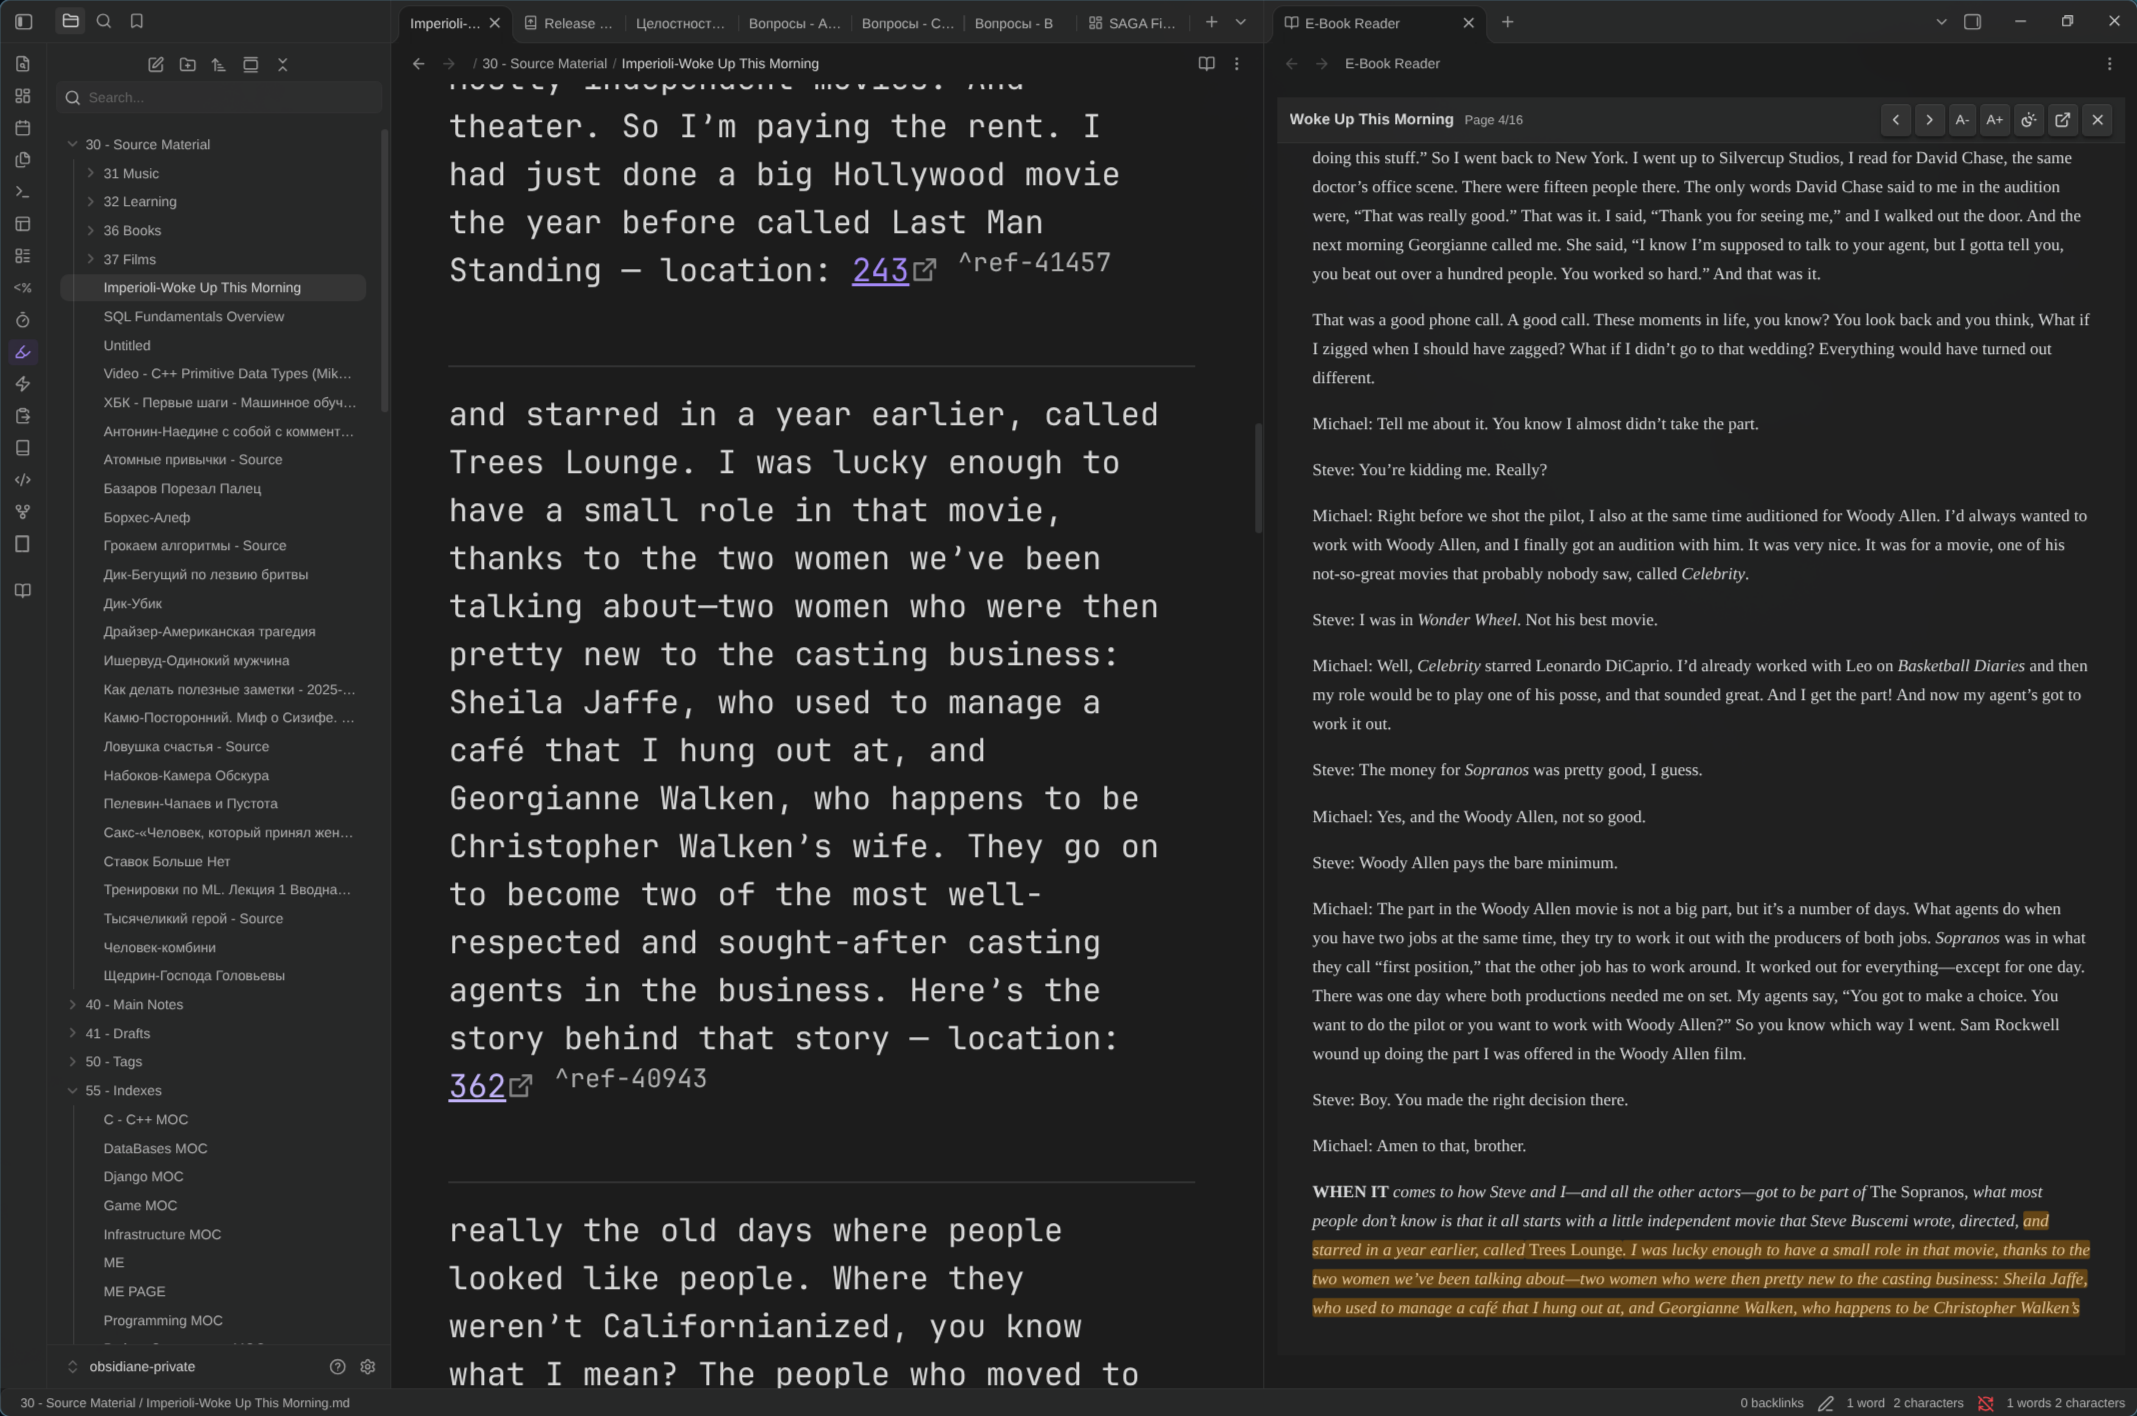 Imperioli-...
Release ...
Целостност...
Вопросы - А...
Вопросы - С...
Вопросы - В
SAGA Fi...
E-Book Reader
/ 30 - Source Material / Imperioli-Woke Up This Morning
E-Book Reader
Search...
30 - Source Material
31 Music
32 Learning
36 Books
37 Films
Imperioli-Woke Up This Morning
SQL Fundamentals Overview
Untitled
Video - C++ Primitive Data Types (Mik...
ХБК - Первые шаги - Машинное обуч...
Антонин-Наедине с собой с коммент...
Атомные привычки - Source
Базаров Порезал Палец
Борхес-Алеф
Грокаем алгоритмы - Source
Дик-Бегущий по лезвию бритвы
Дик-Убик
Драйзер-Американская трагедия
Ишервуд-Одинокий мужчина
Как делать полезные заметки - 2025-...
Камю-Посторонний. Миф о Сизифе. ...
Ловушка счастья - Source
Набоков-Камера Обскура
Пелевин-Чапаев и Пустота
Сакс-«Человек, который принял жен...
Ставок Больше Нет
Тренировки по ML. Лекция 1 Вводна...
Тысячеликий герой - Source
Человек-комбини
Щедрин-Господа Головьевы
40 - Main Notes
41 - Drafts
50 - Tags
55 - Indexes
C - C++ MOC
DataBases MOC
Django MOC
Game MOC
Infrastructure MOC
ME
ME PAGE
Programming MOC
obsidiane-private
mostly independent movies. And
theater. So I’m paying the rent. I
had just done a big Hollywood movie
the year before called Last Man
Standing — location: 243 ^ref-41457
and starred in a year earlier, called
Trees Lounge. I was lucky enough to
have a small role in that movie,
thanks to the two women we’ve been
talking about—two women who were then
pretty new to the casting business:
Sheila Jaffe, who used to manage a
café that I hung out at, and
Georgianne Walken, who happens to be
Christopher Walken’s wife. They go on
to become two of the most well-
respected and sought-after casting
agents in the business. Here’s the
story behind that story — location:
362 ^ref-40943
really the old days where people
looked like people. Where they
weren’t Californianized, you know
what I mean? The people who moved to
Woke Up This Morning Page 4/16
A- A+
doing this stuff.” So I went back to New York. I went up to Silvercup Studios, I read for David Chase, the same
doctor’s office scene. There were fifteen people there. The only words David Chase said to me in the audition
were, “That was really good.” That was it. I said, “Thank you for seeing me,” and I walked out the door. And the
next morning Georgianne called me. She said, “I know I’m supposed to talk to your agent, but I gotta tell you,
you beat out over a hundred people. You worked so hard.” And that was it.
That was a good phone call. A good call. These moments in life, you know? You look back and you think, What if
I zigged when I should have zagged? What if I didn’t go to that wedding? Everything would have turned out
different.
Michael: Tell me about it. You know I almost didn’t take the part.
Steve: You’re kidding me. Really?
Michael: Right before we shot the pilot, I also at the same time auditioned for Woody Allen. I’d always wanted to
work with Woody Allen, and I finally got an audition with him. It was very nice. It was for a movie, one of his
not-so-great movies that probably nobody saw, called Celebrity.
Steve: I was in Wonder Wheel. Not his best movie.
Michael: Well, Celebrity starred Leonardo DiCaprio. I’d already worked with Leo on Basketball Diaries and then
my role would be to play one of his posse, and that sounded great. And I get the part! And now my agent’s got to
work it out.
Steve: The money for Sopranos was pretty good, I guess.
Michael: Yes, and the Woody Allen, not so good.
Steve: Woody Allen pays the bare minimum.
Michael: The part in the Woody Allen movie is not a big part, but it’s a number of days. What agents do when
you have two jobs at the same time, they try to work it out with the producers of both jobs. Sopranos was in what
they call “first position,” that the other job has to work around. It worked out for everything—except for one day.
There was one day where both productions needed me on set. My agents say, “You got to make a choice. You
want to do the pilot or you want to work with Woody Allen?” So you know which way I went. Sam Rockwell
wound up doing the part I was offered in the Woody Allen film.
Steve: Boy. You made the right decision there.
Michael: Amen to that, brother.
WHEN IT comes to how Steve and I—and all the other actors—got to be part of The Sopranos, what most
people don’t know is that it all starts with a little independent movie that Steve Buscemi wrote, directed, and
starred in a year earlier, called Trees Lounge. I was lucky enough to have a small role in that movie, thanks to the
two women we’ve been talking about—two women who were then pretty new to the casting business: Sheila Jaffe,
who used to manage a café that I hung out at, and Georgianne Walken, who happens to be Christopher Walken’s
30 - Source Material / Imperioli-Woke Up This Morning.md
0 backlinks
1 word 2 characters
1 words 2 characters